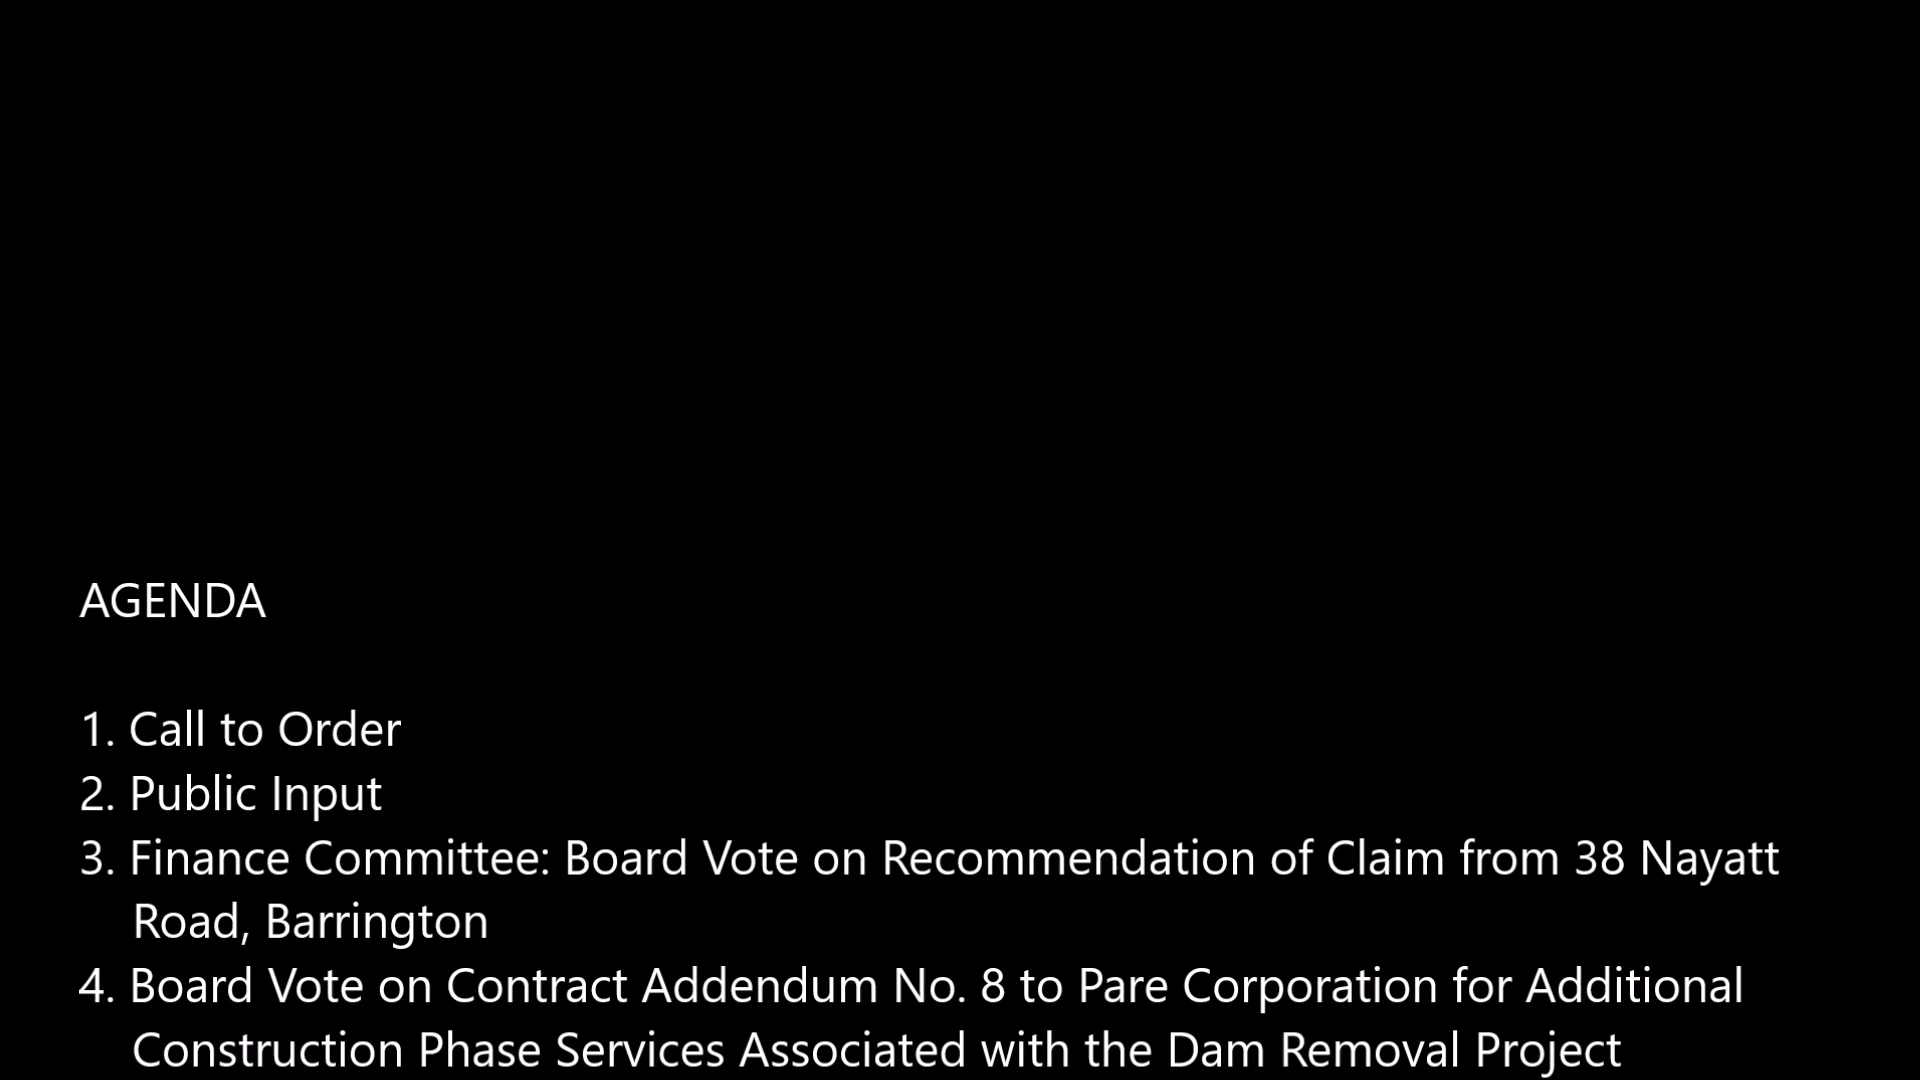 AGENDA
1. Call to Order
2. Public Input
3. Finance Committee: Board Vote on Recommendation of Claim from 38 Nayatt
Road, Barrington
4. Board Vote on Contract Addendum No. 8 to Pare Corporation for Additional
Construction Phase Services Associated with the Dam Removal Project